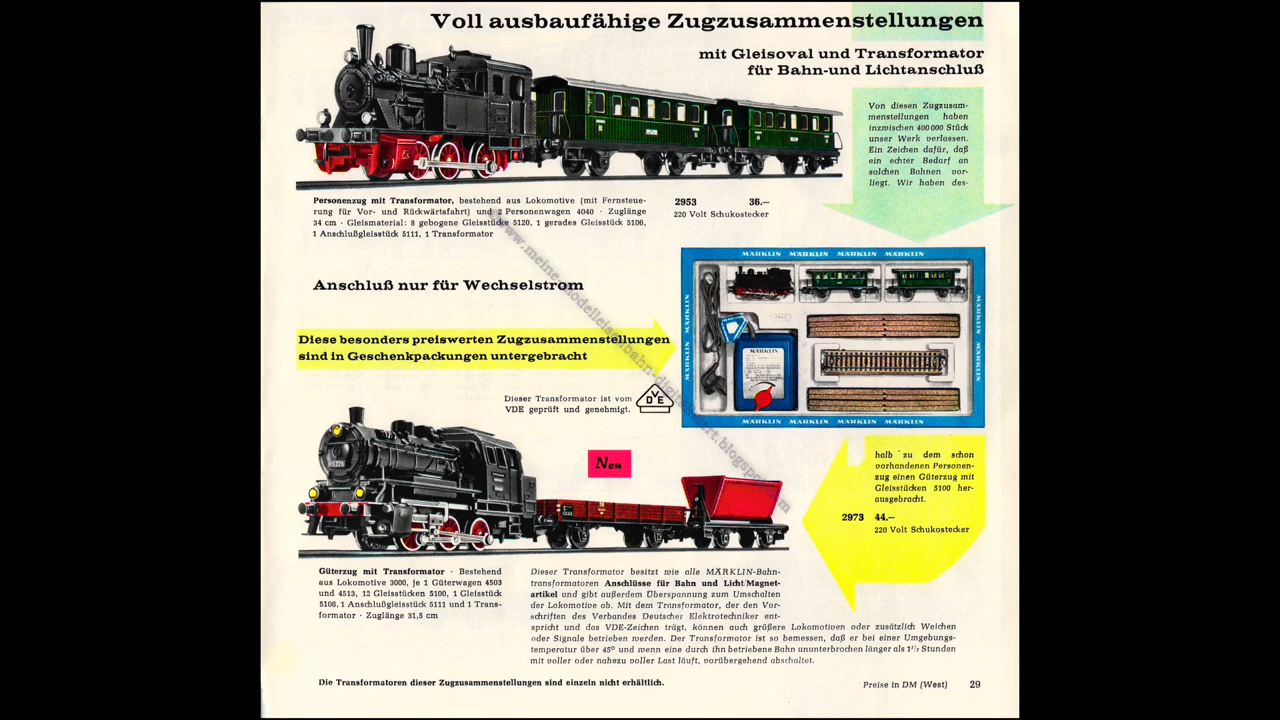 Voll ausbaufähige Zugzusammenstellungen
mit Gleisoval und Transformator
für Bahn-und Lichtanschluß
Von diesen Zugzusam-
menstellungen haben
inzwischen 400 000 Stück
unser Werk verlassen.
Ein Zeichen dafür, daß
ein echter Bedarf an
solchen Bahnen vor-
liegt. Wir haben des-
Personenzug mit Transformator, bestehend aus Lokomotive (mit Fernsteue-
rung für Vor- und Rückwärtsfahrt) und 2 Personenwagen 4040 · Zuglänge
34 cm · Gleismaterial: 8 gebogene Gleisstücke 5120, 1 gerades Gleisstück 5106,
1 Anschlußgleisstück 5111, 1 Transformator
2953 36.–
220 Volt Schukostecker
MÄRKLIN MÄRKLIN MÄRKLIN MÄRKLIN
MÄRKLIN MÄRKLIN
MÄRKLIN MÄRKLIN
MÄRKLIN
MÄRKLIN MÄRKLIN MÄRKLIN MÄRKLIN
Anschluß nur für Wechselstrom
Diese besonders preiswerten Zugzusammenstellungen
sind in Geschenkpackungen untergebracht
Dieser Transformator ist vom
VDE geprüft und genehmigt.
VDE
Neu
halb zu dem schon
vorhandenen Personen-
zug einen Güterzug mit
Gleisstücken 5100 her-
ausgebracht.
2973 44.–
220 Volt Schukostecker
Güterzug mit Transformator · Bestehend
aus Lokomotive 3000, je 1 Güterwagen 4503
und 4513, 12 Gleisstücken 5100, 1 Gleisstück
5106, 1 Anschlußgleisstück 5111 und 1 Trans-
formator · Zuglänge 31,5 cm
Dieser Transformator besitzt wie alle MÄRKLIN-Bahn-
transformatoren Anschlüsse für Bahn und Licht/Magnet-
artikel und gibt außerdem Überspannung zum Umschalten
der Lokomotive ab. Mit dem Transformator, der den Vor-
schriften des Verbandes Deutscher Elektrotechniker ent-
spricht und das VDE-Zeichen trägt, können auch größere Lokomotiven oder zusätzlich Weichen
oder Signale betrieben werden. Der Transformator ist so bemessen, daß er bei einer Umgebungs-
temperatur über 45° und wenn eine durch ihn betriebene Bahn ununterbrochen länger als 1½ Stunden
mit voller oder nahezu voller Last läuft, vorübergehend abschaltet.
Die Transformatoren dieser Zugzusammenstellungen sind einzeln nicht erhältlich.
Preise in DM (West) 29